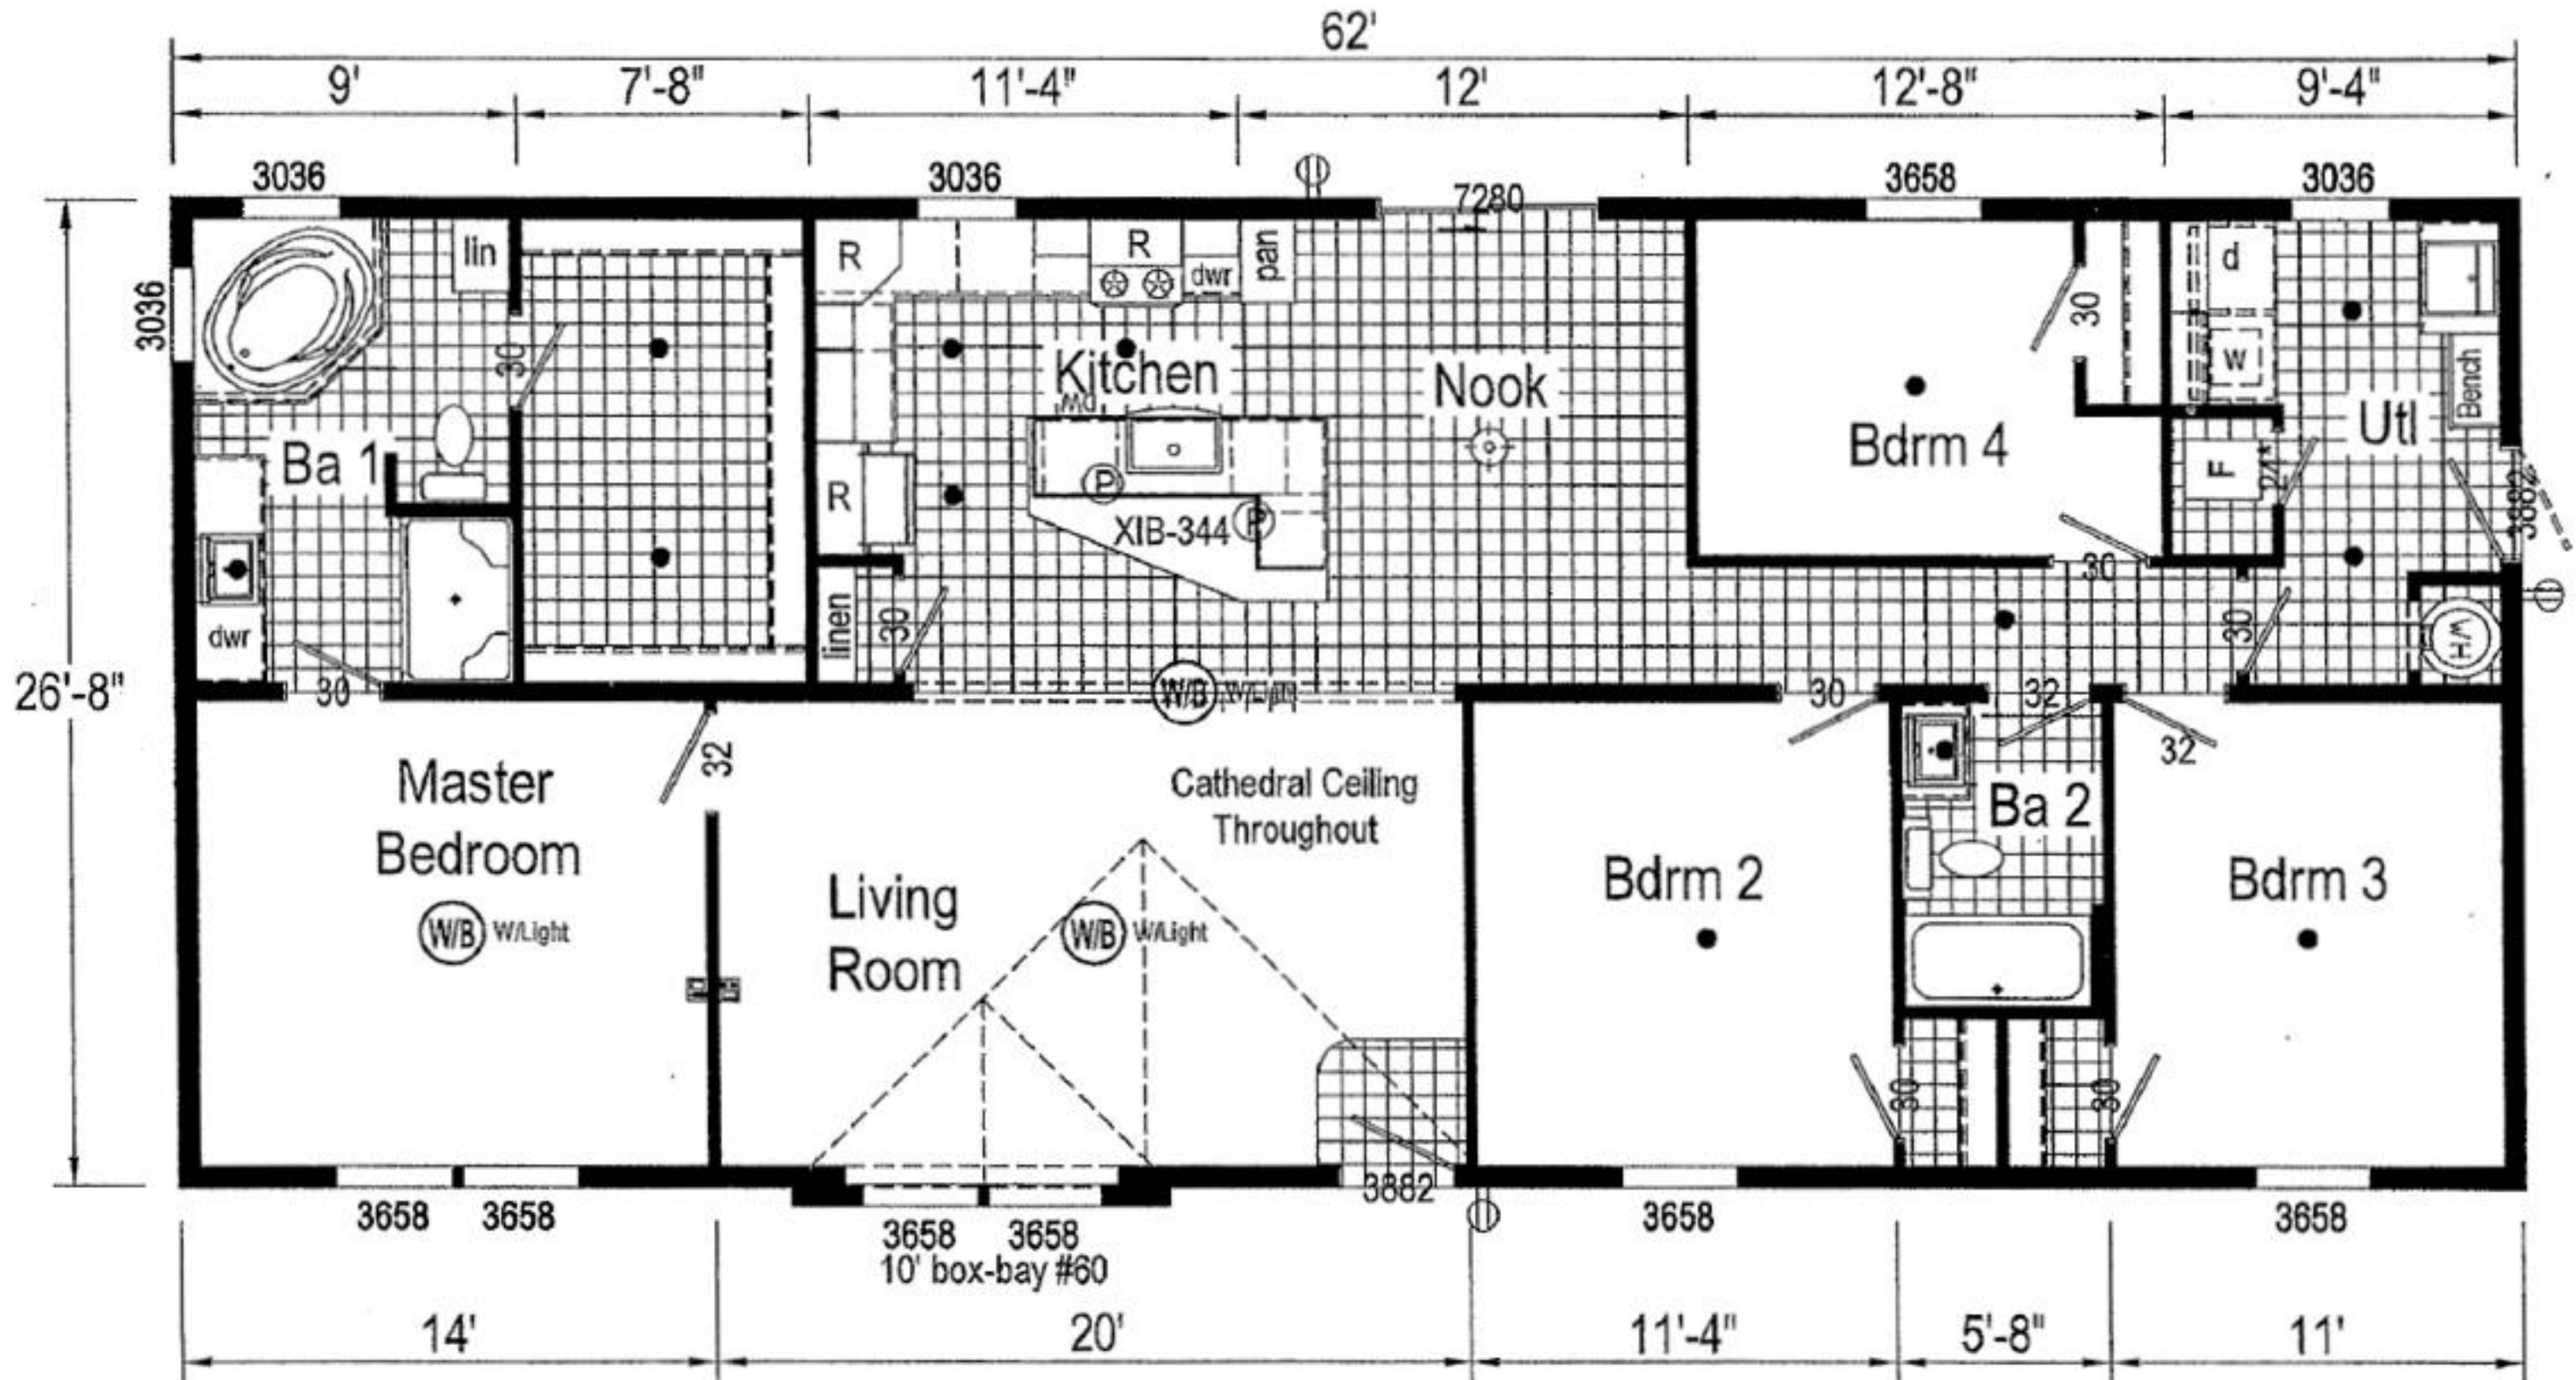 62'
9' 7'-8" 11'-4" 12' 12'-8" 9'-4"
3036 3036 7280 3658 3036
3036
lin
R
R
dwr
pan
30
d
30
w
Kitchen
DW
Nook
Bdrm 4
Utl
Bench
Ba 1
R
P
P
XIB-344
F
24"
3882
dwr
linen
30
30
30
W/H
26'-8"
30
W/B W/Light
30
32
32
32
Master
Bedroom
W/B W/Light
Cathedral Ceiling
Throughout
Living
Room
W/B W/Light
Bdrm 2
Ba 2
Bdrm 3
30
30
3658 3658
3658 3658
10' box-bay #60
3882
3658
3658
14' 20' 11'-4" 5'-8" 11'